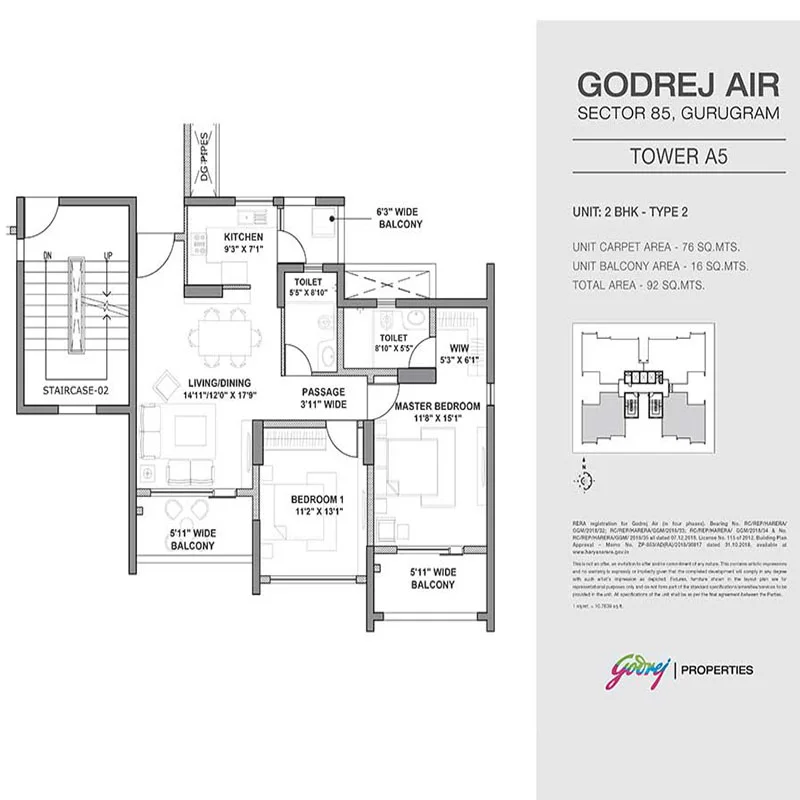 DG PIPES
6'3" WIDE
BALCONY
KITCHEN
9'3" X 7'1"
DN
UP
TOILET
5'5" X 8'10"
TOILET
8'10" X 5'5"
WIW
5'3" X 6'1"
STAIRCASE-02
LIVING/DINING
14'11"/12'0" X 17'9"
PASSAGE
3'11" WIDE
MASTER BEDROOM
11'8" X 15'1"
BEDROOM 1
11'2" X 13'1"
5'11" WIDE
BALCONY
5'11" WIDE
BALCONY
GODREJ AIR
SECTOR 85, GURUGRAM
TOWER A5
UNIT: 2 BHK - TYPE 2
UNIT CARPET AREA - 76 SQ.MTS.
UNIT BALCONY AREA - 16 SQ.MTS.
TOTAL AREA - 92 SQ.MTS.
N
RERA registration for Godrej Air (in four phases). Bearing No. RC/REP/HARERA/
GGM/2018/32; RC/REP/HARERA/GGM/2018/33; RC/REP/HARERA/ GGM/2018/34 & No.
RC/REP/HARERA/GGM/ 2018/35 all dated 07.12.2018. License No. 113 of 2012, Building Plan
Approval - Memo No. ZP-853/AD(RA)/2018/30817 dated 31.10.2018, available at
www.haryanarera.gov.in
This is not an offer, an invitation to offer and/or commitment of any nature. This contains artistic impressions
and no warranty is expressly or impliedly given that the completed development will comply in any degree
with such artist's impression as depicted. Fixtures, furniture shown in the layout plan are for
representational purposes only and do not form part of the standard specifications/amenities/services to be
provided in the unit. All specifications of the unit shall be as per the final agreement between the Parties.
1 sq.mt. = 10.7639 sq.ft.
Godrej | PROPERTIES